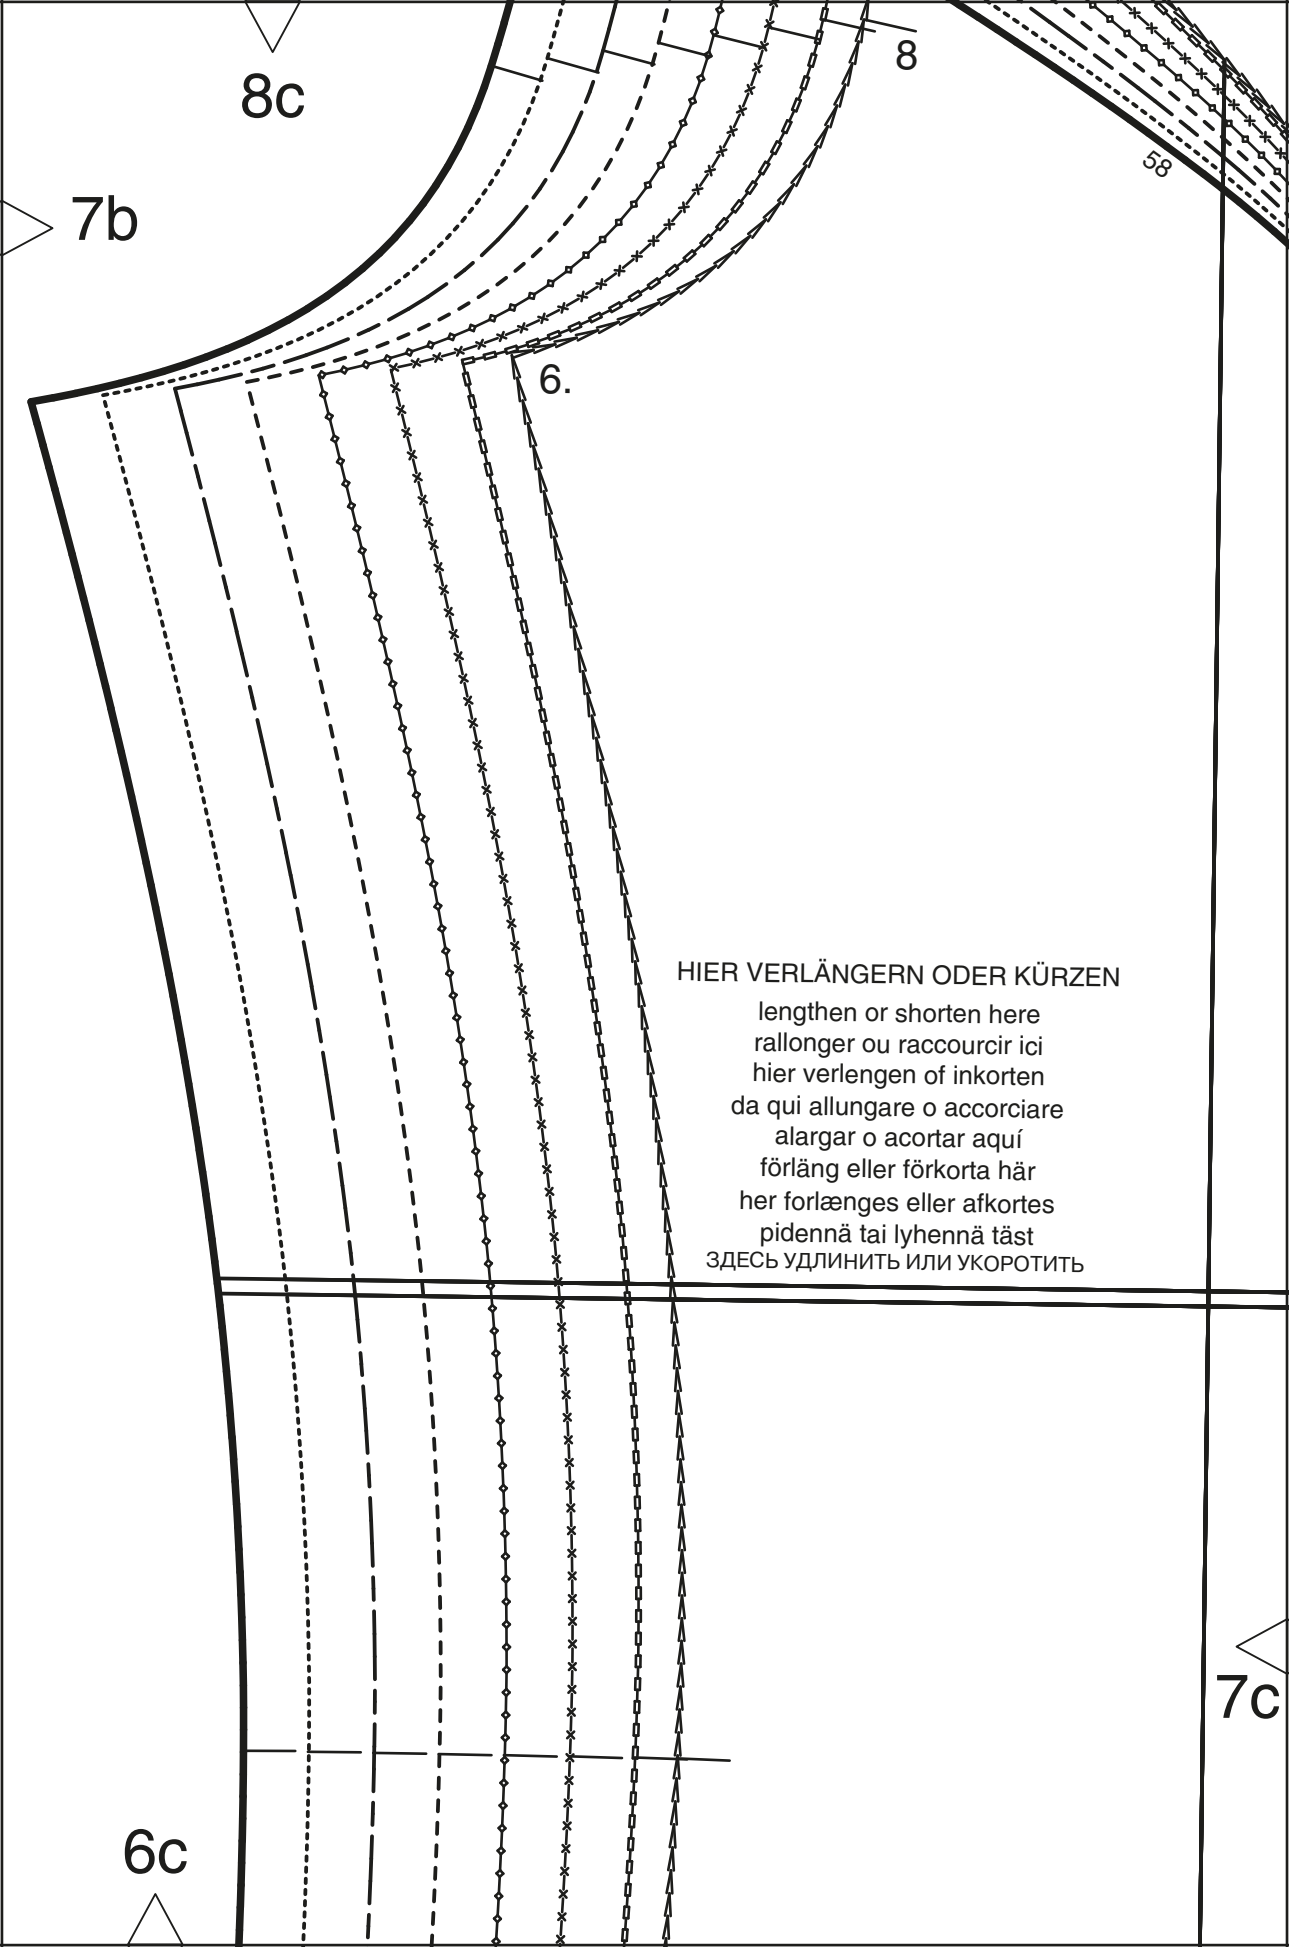 8c
8
7b
58
6.
HIER VERLÄNGERN ODER KÜRZEN
lengthen or shorten here
rallonger ou raccourcir ici
hier verlengen of inkorten
da qui allungare o accorciare
alargar o acortar aquí
förläng eller förkorta här
her forlænges eller afkortes
pidennä tai lyhennä täst
ЗДЕСЬ УДЛИНИТЬ ИЛИ УКОРОТИТЬ
7c
6c